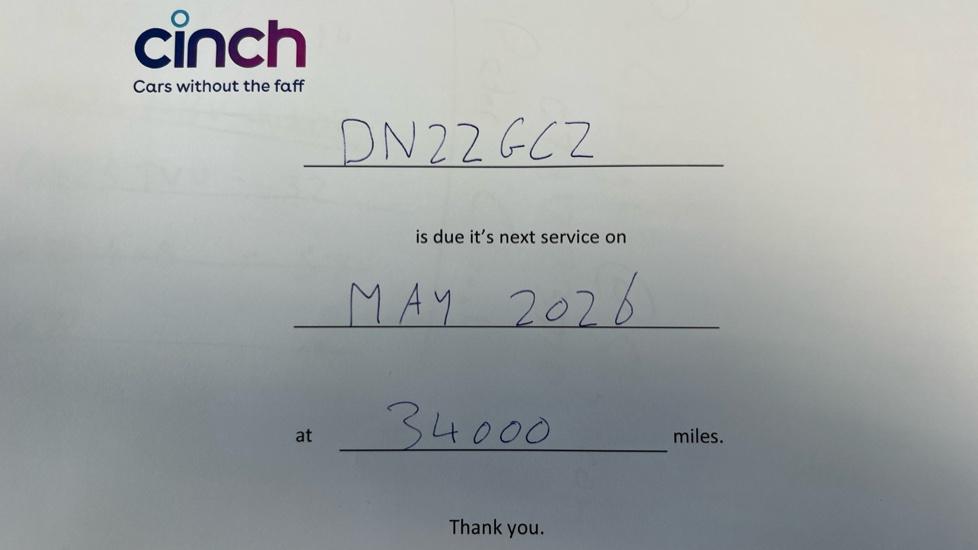 cinch
Cars without the faff
DN22GCZ
is due it's next service on
MAY 2026
at 34000 miles.
Thank you.